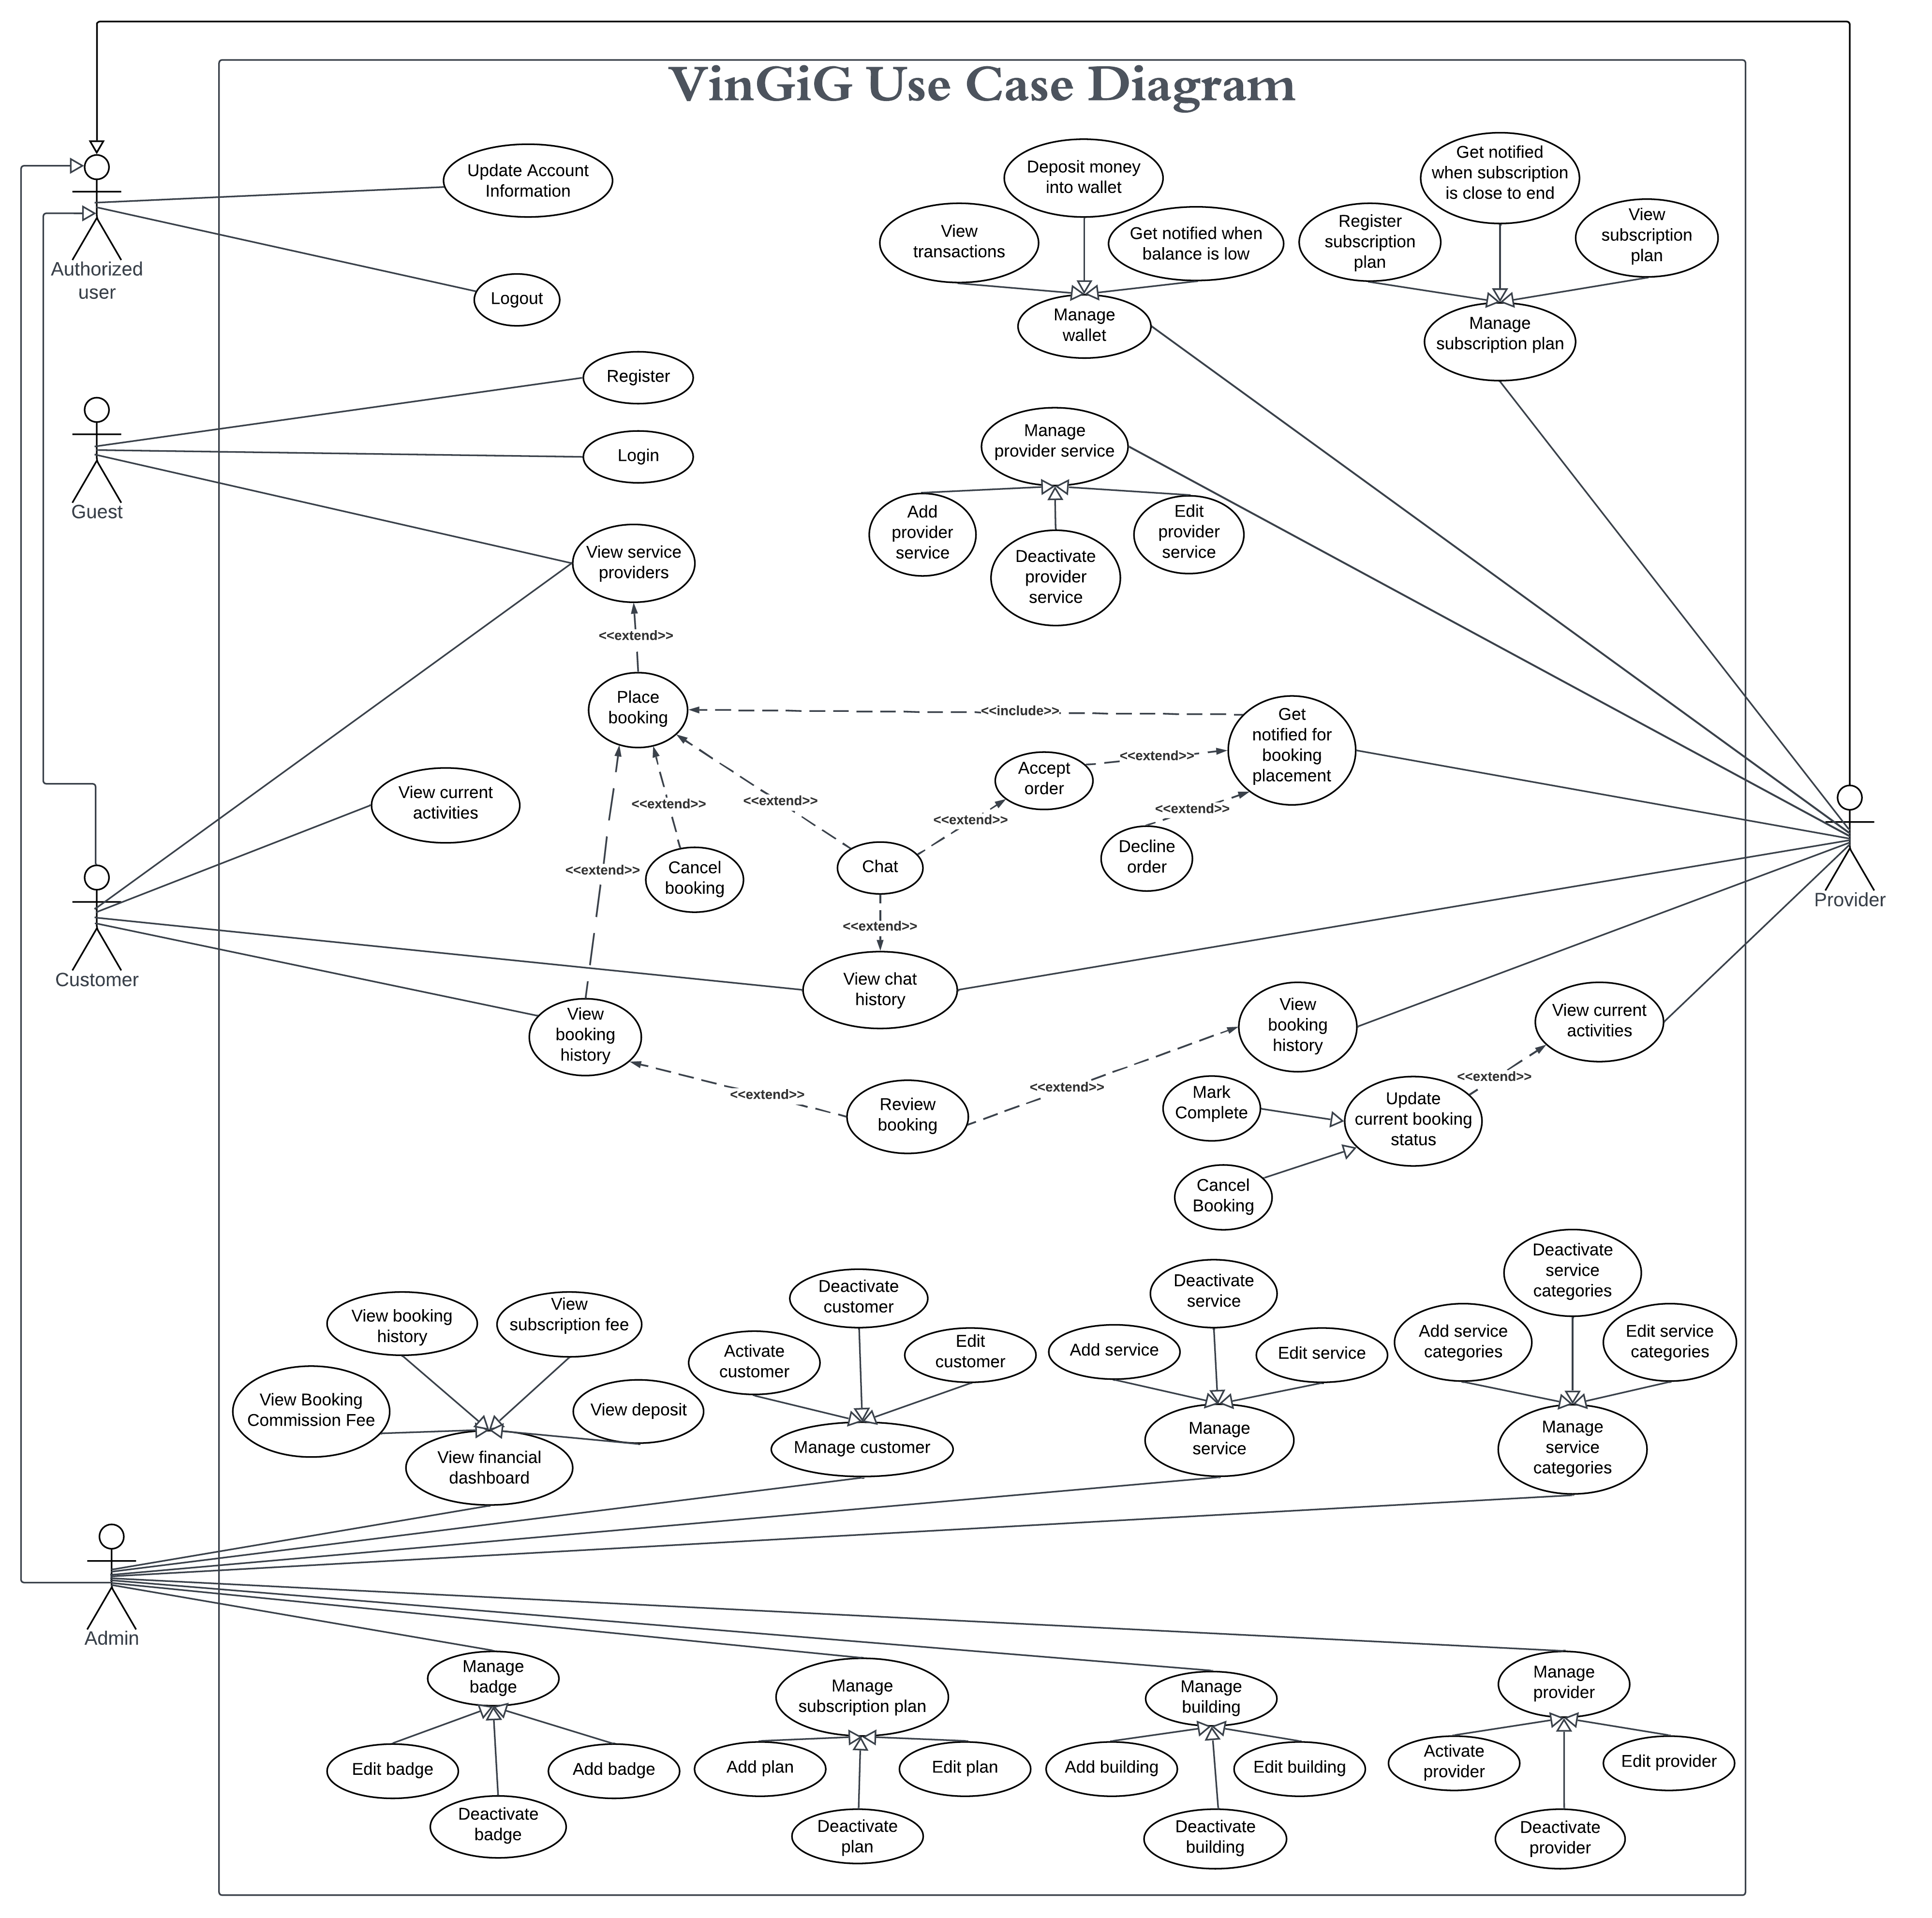 VinGiG Use Case Diagram
Update Account
Information
Deposit money
into wallet
Get notified
when subscription
is close to end
View
transactions
Get notified when
balance is low
Register
subscription
plan
View
subscription
plan
Authorized
user
Logout
Manage
wallet
Manage
subscription plan
Register
Login
Guest
Manage
provider service
Add
provider
service
Deactivate
provider
service
Edit
provider
service
View service
providers
<<extend>>
Place
booking
<<include>>
Get
notified for
booking
placement
<<extend>>
Accept
order
<<extend>>
Decline
order
View current
activities
<<extend>>
<<extend>>
<<extend>>
<<extend>>
Cancel
booking
Chat
Provider
<<extend>>
Customer
View chat
history
View
booking
history
View
booking
history
View current
activities
<<extend>>
<<extend>>
<<extend>>
Review
booking
Mark
Complete
Update
current booking
status
Cancel
Booking
View booking
history
View
subscription fee
View Booking
Commission Fee
View deposit
View financial
dashboard
Deactivate
customer
Activate
customer
Edit
customer
Manage customer
Deactivate
service
Add service
Edit service
Manage
service
Deactivate
service
categories
Add service
categories
Edit service
categories
Manage
service
categories
Admin
Manage
badge
Edit badge
Add badge
Deactivate
badge
Manage
subscription plan
Add plan
Edit plan
Deactivate
plan
Manage
building
Add building
Edit building
Deactivate
building
Manage
provider
Activate
provider
Edit provider
Deactivate
provider